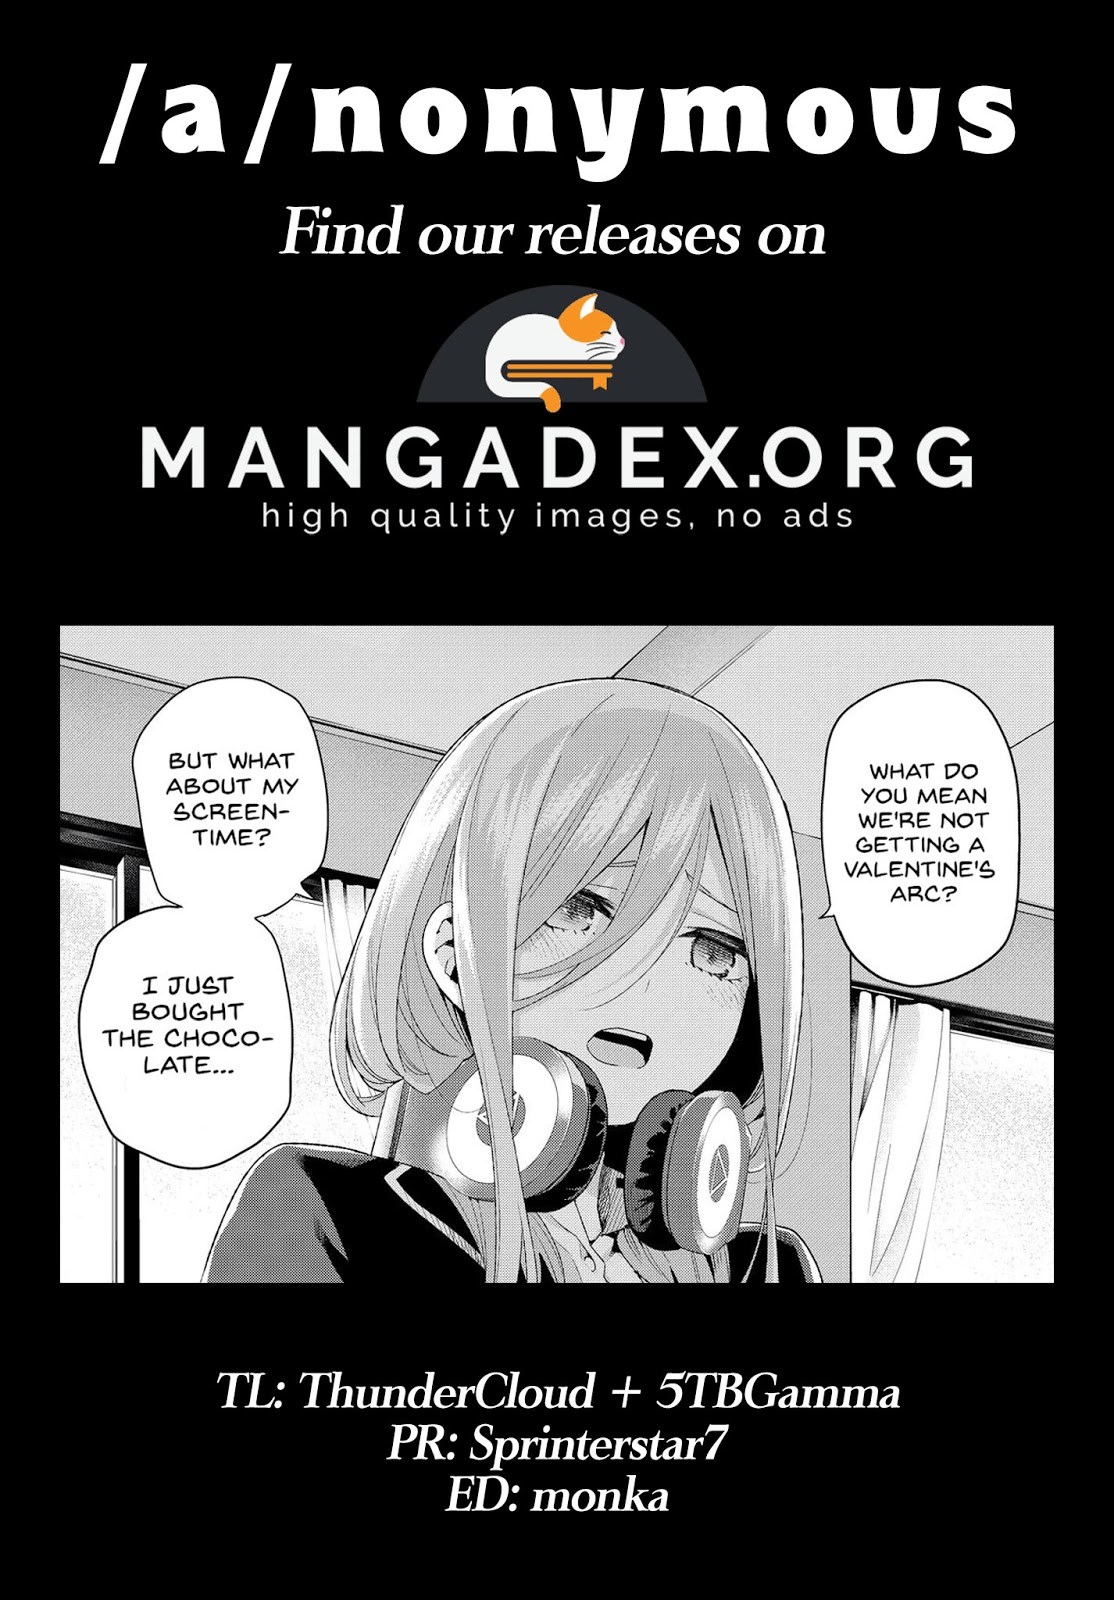 /a/nonymous
Find our releases on
MANGADEX.ORG
high quality images, no ads
WHAT DO
YOU MEAN
WE'RE NOT
GETTING A
VALENTINE'S
ARC?
BUT WHAT
ABOUT MY
SCREEN-
TIME?
I JUST
BOUGHT
THE CHOCO-
LATE...
TL: ThunderCloud + 5TBGamma
PR: Sprinterstar7
ED: monka